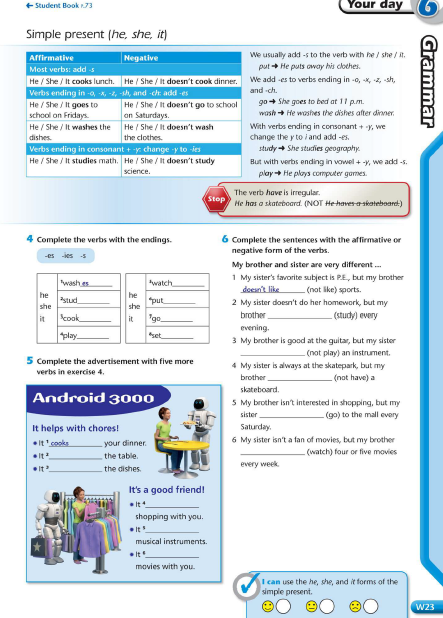 ← Student Book p.73
Your day
6
Grammar
Simple present (he, she, it)
Affirmative Negative
Most verbs: add -s
He / She / It cooks lunch. He / She / It doesn't cook dinner.
Verbs ending in -o, -x, -z, -sh, and -ch: add -es
He / She / It goes to He / She / It doesn't go to school
school on Fridays. on Saturdays.
He / She / It washes the He / She / It doesn't wash
dishes. the clothes.
Verbs ending in consonant + -y: change -y to -ies
He / She / It studies math. He / She / It doesn't study
science.
We usually add -s to the verb with he / she / it.
put → He puts away his clothes.
We add -es to verbs ending in -o, -x, -z, -sh,
and -ch.
go → She goes to bed at 11 p.m.
wash → He washes the dishes after dinner.
With verbs ending in consonant + -y, we
change the y to i and add -es.
study → She studies geography.
But with verbs ending in vowel + -y, we add -s.
play → He plays computer games.
Stop
The verb have is irregular.
He has a skateboard. (NOT He haves a skateboard.)
4 Complete the verbs with the endings.
-es -ies -s
he
she
it
1 wash es
2 stud
3 cook
4 play
he
she
it
5 watch
6 put
7 go
8 set
5 Complete the advertisement with five more
verbs in exercise 4.
Android 3000
It helps with chores!
• It 1 cooks your dinner.
• It 2 the table.
• It 3 the dishes.
It's a good friend!
• It 4
shopping with you.
• It 5
musical instruments.
• It 6
movies with you.
6 Complete the sentences with the affirmative or
negative form of the verbs.
My brother and sister are very different ...
1 My sister's favorite subject is P.E., but my brother
doesn't like (not like) sports.
2 My sister doesn't do her homework, but my
brother (study) every
evening.
3 My brother is good at the guitar, but my sister
(not play) an instrument.
4 My sister is always at the skatepark, but my
brother (not have) a
skateboard.
5 My brother isn't interested in shopping, but my
sister (go) to the mall every
Saturday.
6 My sister isn't a fan of movies, but my brother
(watch) four or five movies
every week.
I can use the he, she, and it forms of the
simple present.
W23